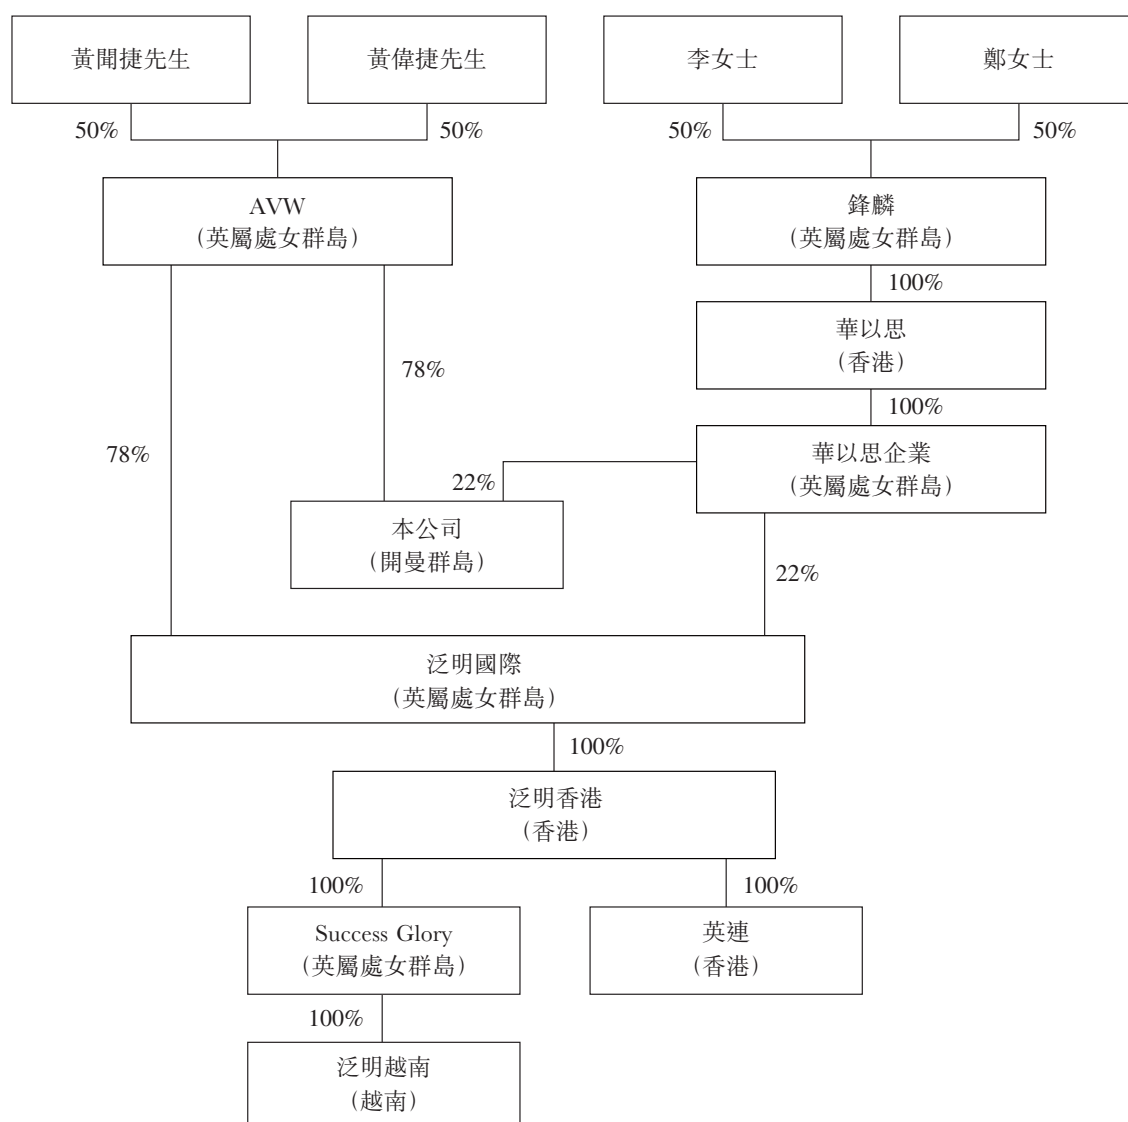 黃聞捷先生
黃偉捷先生
李女士
鄭女士
50%
50%
50%
50%
AVW
(英屬處女群島)
鋒麟
(英屬處女群島)
100%
華以思
(香港)
78%
100%
78%
華以思企業
(英屬處女群島)
22%
本公司
(開曼群島)
22%
泛明國際
(英屬處女群島)
100%
泛明香港
(香港)
100%
100%
Success Glory
(英屬處女群島)
英連
(香港)
100%
泛明越南
(越南)